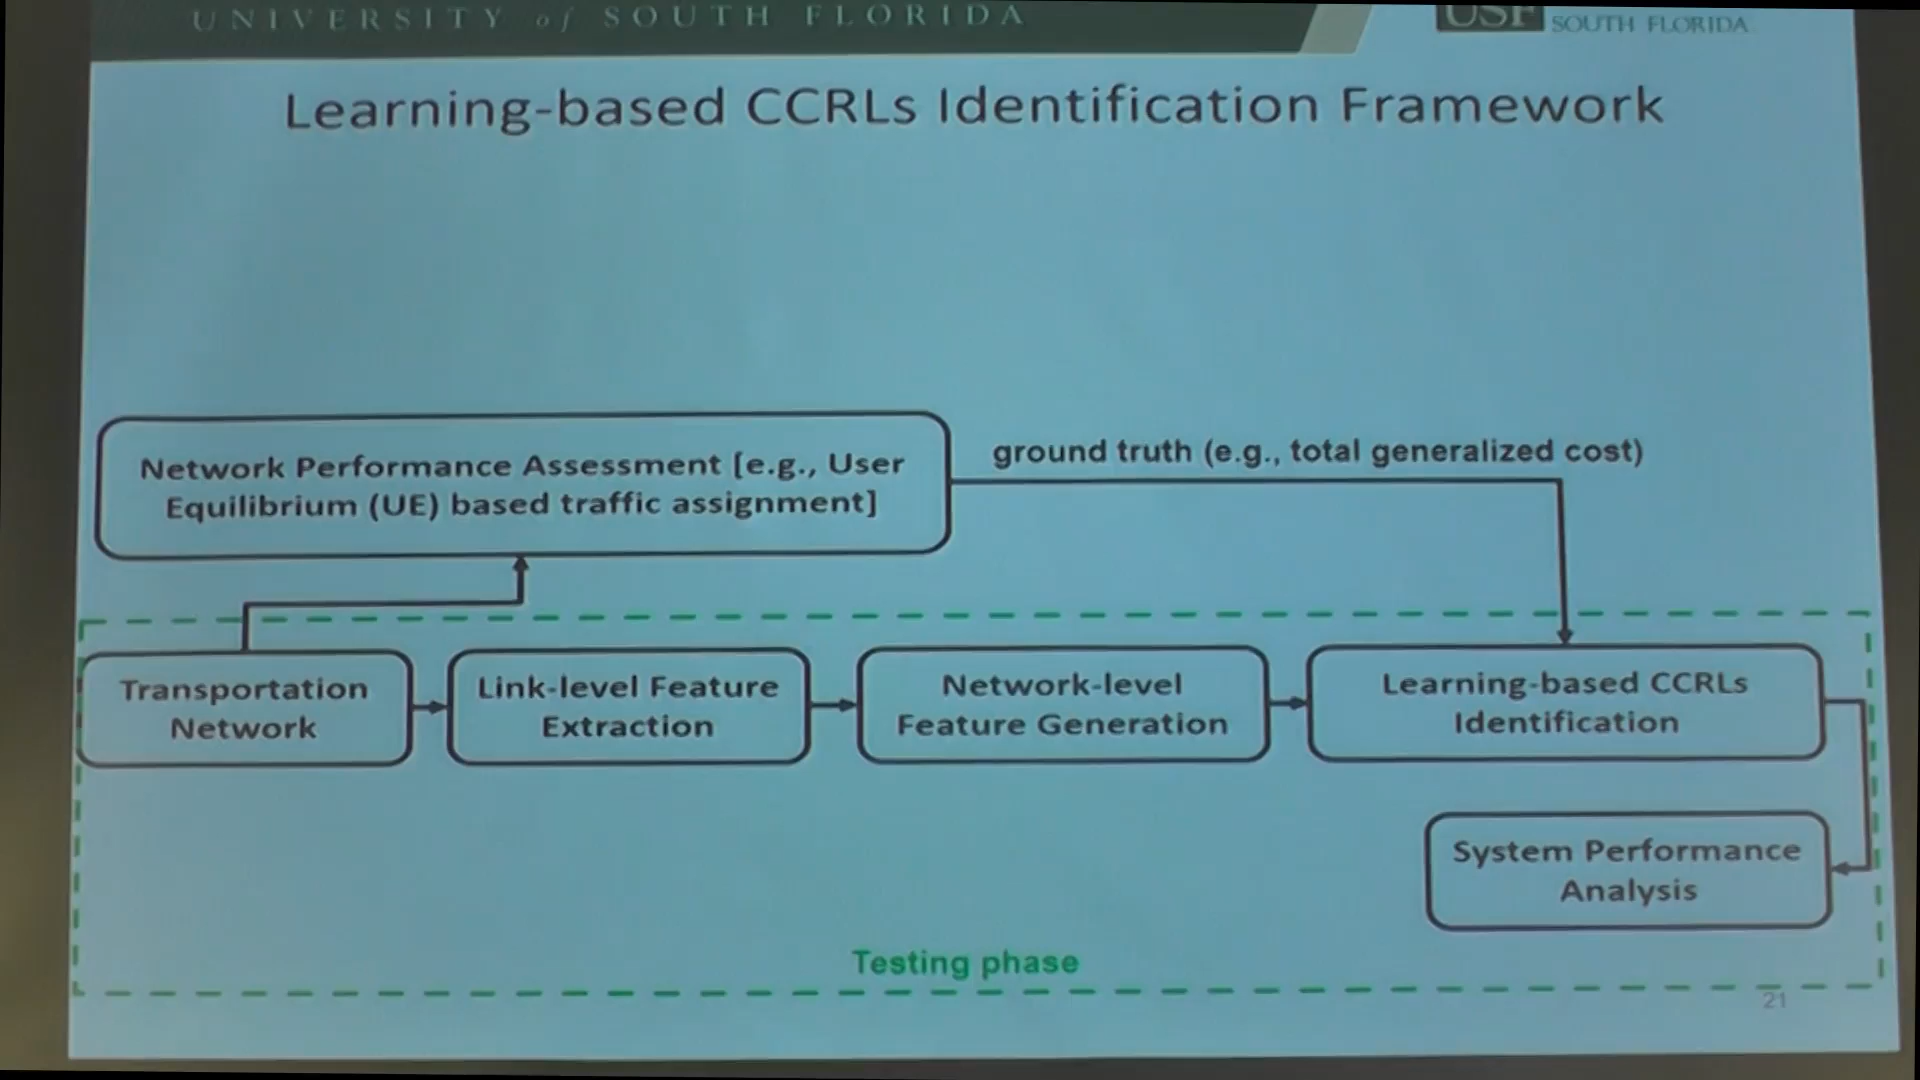 UNIVERSITY of SOUTH FLORIDA
USF SOUTH FLORIDA
Learning-based CCRLs Identification Framework
Network Performance Assessment [e.g., User
Equilibrium (UE) based traffic assignment]
ground truth (e.g., total generalized cost)
Transportation
Network
Link-level Feature
Extraction
Network-level
Feature Generation
Learning-based CCRLs
Identification
System Performance
Analysis
Testing phase
21